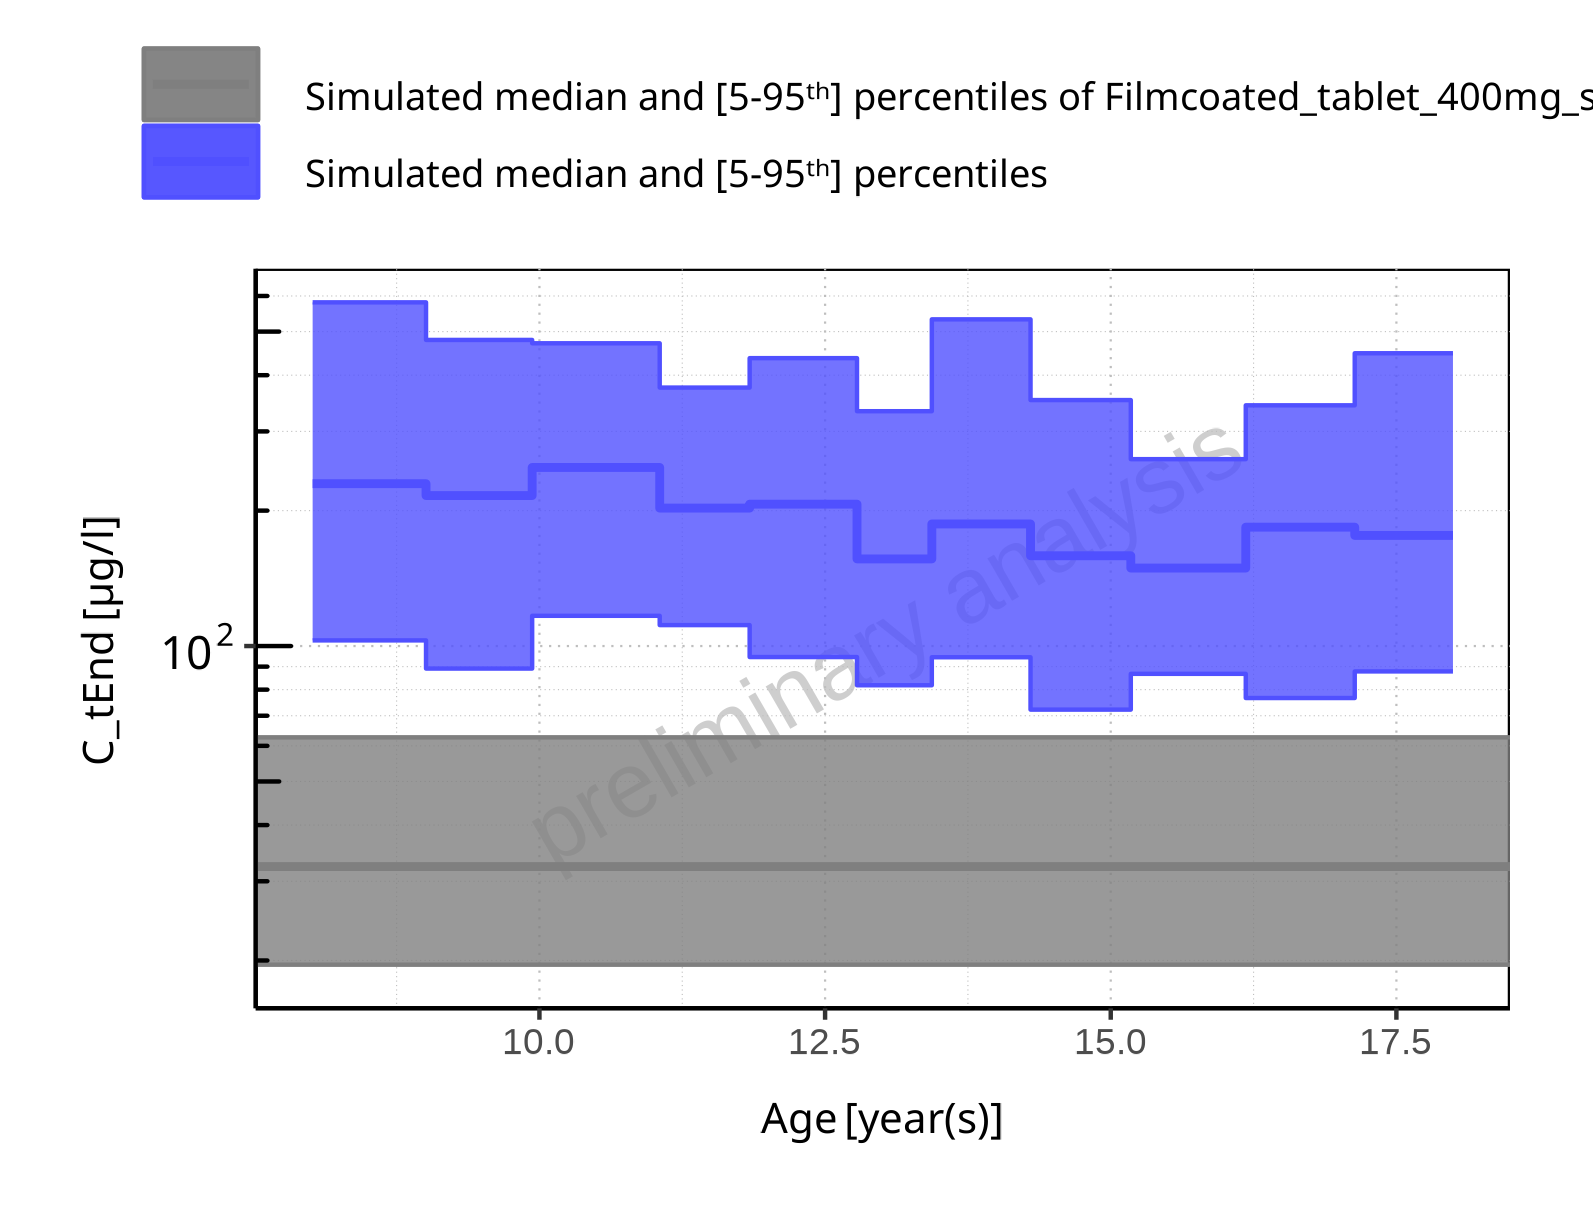 Simulated median and [5-95ᵗʰ] percentiles of Filmcoated_tablet_400mg_s
Simulated median and [5-95ᵗʰ] percentiles
C_tEnd [µg/l]
10²
preliminary analysis
10.0 12.5 15.0 17.5
Age [year(s)]